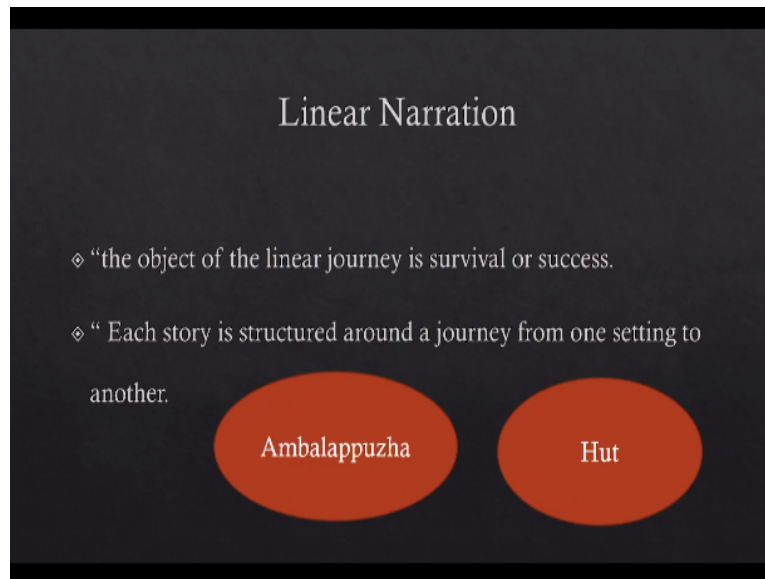 Linear Narration
“the object of the linear journey is survival or success.
“ Each story is structured around a journey from one setting to
another.
Ambalappuzha
Hut